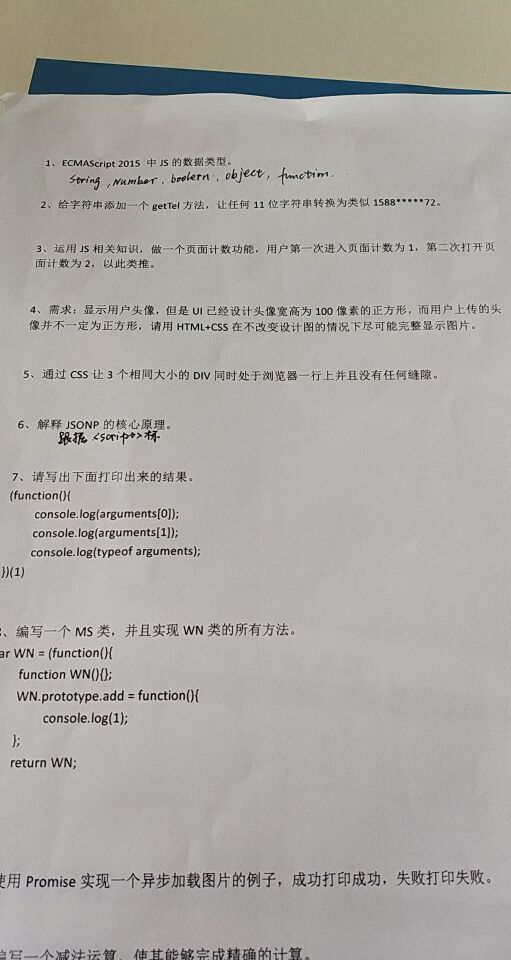 1、ECMAScript 2015 中 JS 的数据类型。
String , Number . boolern , object , function .
2、给字符串添加一个 getTel 方法，让任何 11 位字符串转换为类似 1588*****72。
3、运用 JS 相关知识，做一个页面计数功能，用户第一次进入页面计数为 1，第二次打开页
面计数为 2，以此类推。
4、需求：显示用户头像，但是 UI 已经设计头像宽高为 100 像素的正方形，而用户上传的头
像并不一定为正方形，请用 HTML+CSS 在不改变设计图的情况下尽可能完整显示图片。
5、通过 CSS 让 3 个相同大小的 DIV 同时处于浏览器一行上并且没有任何缝隙。
6、解释 JSONP 的核心原理。
跟据 <script> 标
7、请写出下面打印出来的结果。
(function(){
console.log(arguments[0]);
console.log(arguments[1]);
console.log(typeof arguments);
})(1)
、编写一个 MS 类，并且实现 WN 类的所有方法。
ar WN = (function(){
function WN(){};
WN.prototype.add = function(){
console.log(1);
};
return WN;
使用 Promise 实现一个异步加载图片的例子，成功打印成功，失败打印失败。
编写一个减法运算，使其能够完成精确的计算。